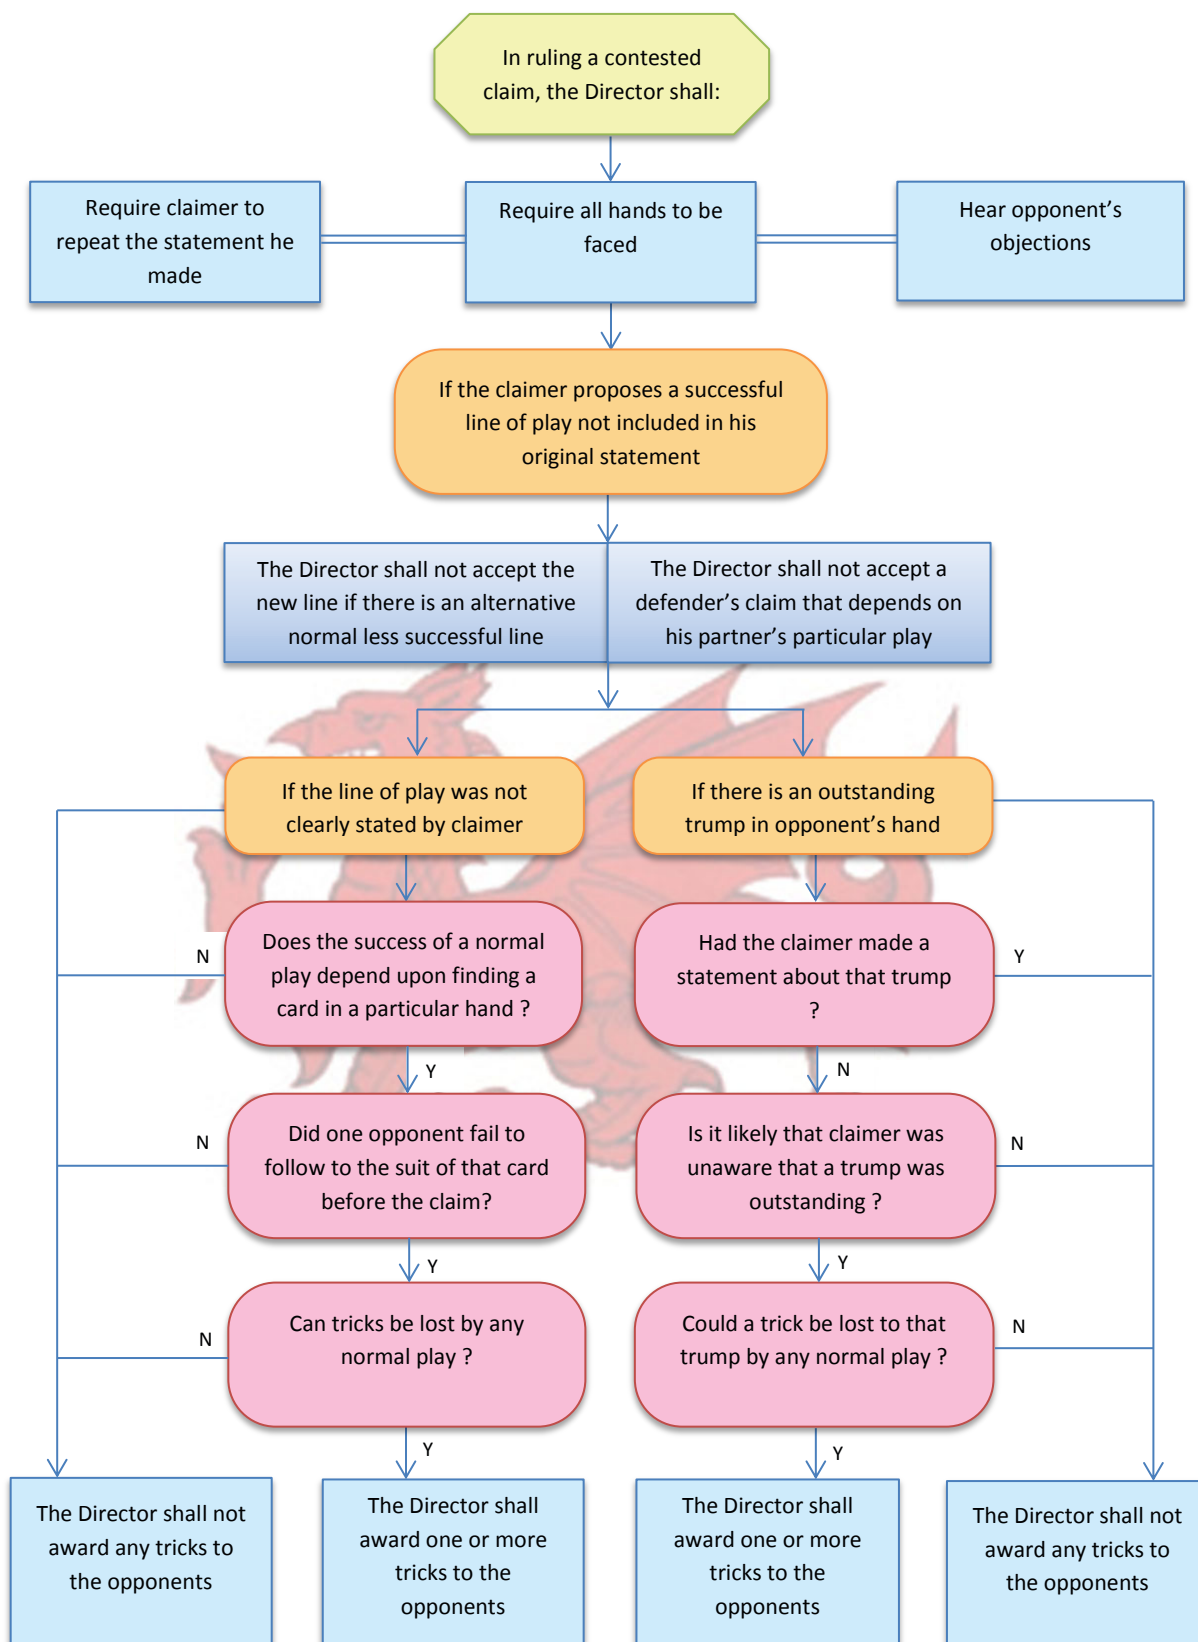 In ruling a contested
claim, the Director shall:
Require claimer to
repeat the statement he
made
Require all hands to be
faced
Hear opponent’s
objections
If the claimer proposes a successful
line of play not included in his
original statement
The Director shall not accept the
new line if there is an alternative
normal less successful line
The Director shall not accept a
defender’s claim that depends on
his partner’s particular play
If the line of play was not
clearly stated by claimer
If there is an outstanding
trump in opponent’s hand
Does the success of a normal
play depend upon finding a
card in a particular hand ?
N
Y
Had the claimer made a
statement about that trump
?
Y
N
Did one opponent fail to
follow to the suit of that card
before the claim?
N
Y
Is it likely that claimer was
unaware that a trump was
outstanding ?
N
Y
Can tricks be lost by any
normal play ?
N
Y
Could a trick be lost to that
trump by any normal play ?
N
Y
The Director shall not
award any tricks to
the opponents
The Director shall
award one or more
tricks to the
opponents
The Director shall
award one or more
tricks to the
opponents
The Director shall not
award any tricks to
the opponents